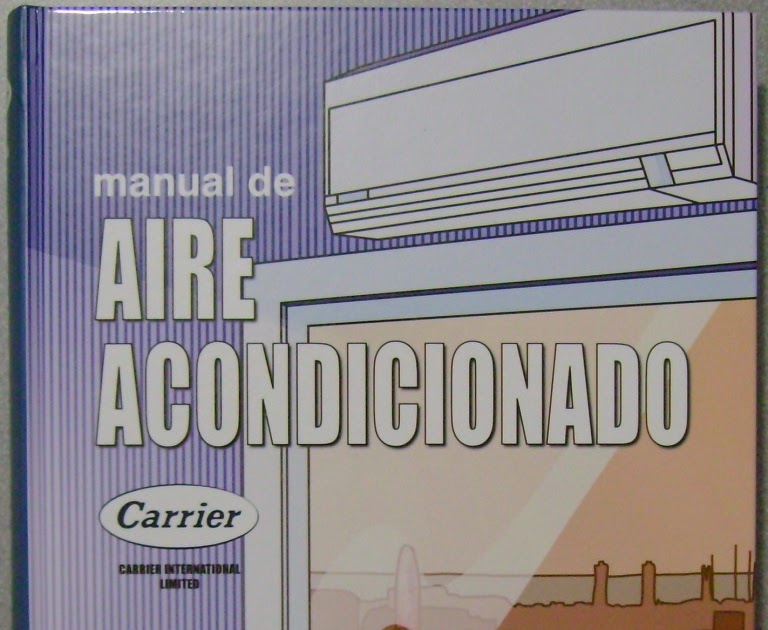 manual de
AIRE
ACONDICIONADO
Carrier
CARRIER INTERNATIONAL
LIMITED